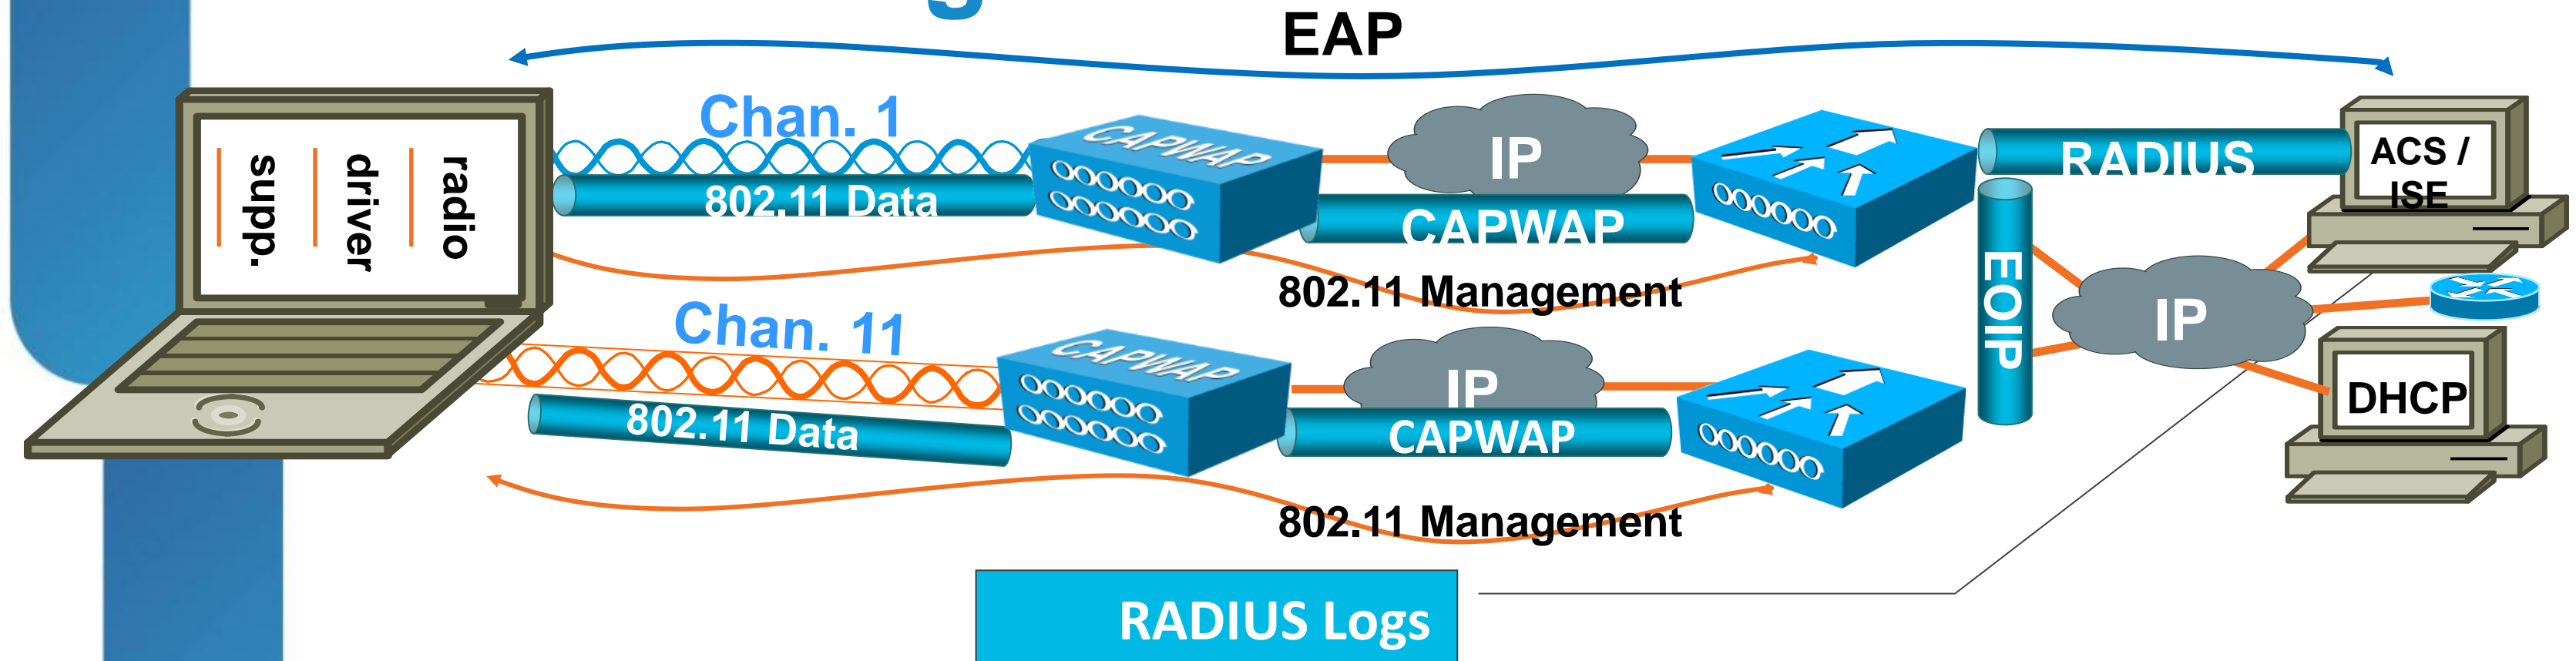 EAP
Chan. 1
802.11 Data
CAPWAP
IP
CAPWAP
RADIUS
ACS /
ISE
radio
driver
supp.
802.11 Management
EOIP
IP
Chan. 11
802.11 Data
CAPWAP
IP
CAPWAP
DHCP
802.11 Management
RADIUS Logs